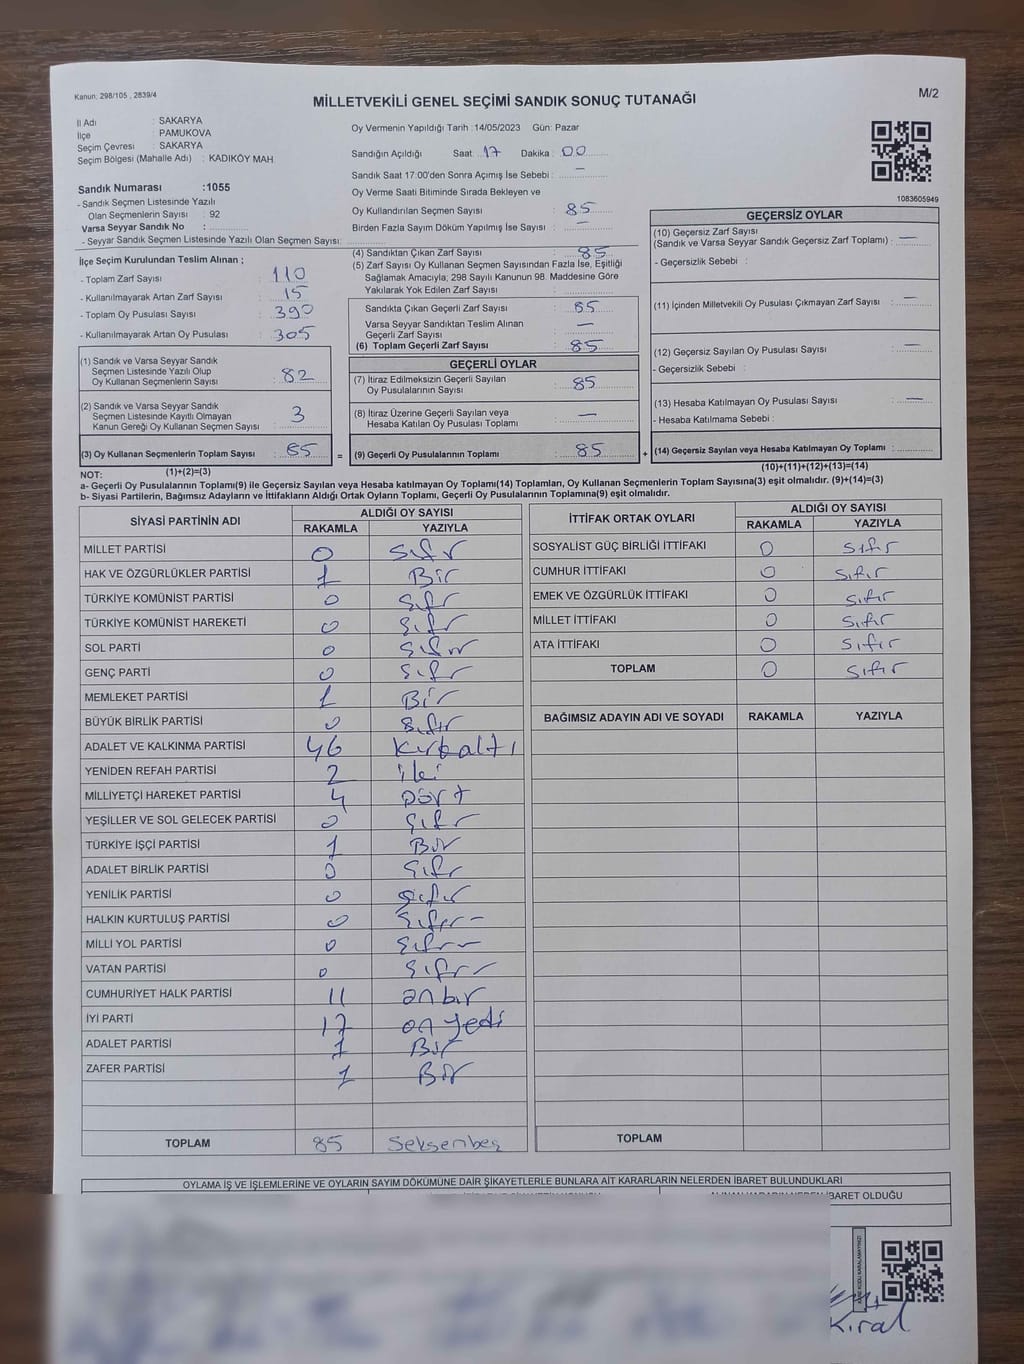 Kanun: 298/105 , 2839/4
MİLLETVEKİLİ GENEL SEÇİMİ SANDIK SONUÇ TUTANAĞI
M/2
İl Adı : SAKARYA
İlçe : PAMUKOVA
Seçim Çevresi : SAKARYA
Seçim Bölgesi (Mahalle Adı) : KADIKÖY MAH.
Sandık Numarası :1055
- Sandık Seçmen Listesinde Yazılı
Olan Seçmenlerin Sayısı : 92
Varsa Seyyar Sandık No :
- Seyyar Sandık Seçmen Listesinde Yazılı Olan Seçmen Sayısı:
Oy Vermenin Yapıldığı Tarih :14/05/2023 Gün: Pazar
Sandığın Açıldığı Saat :17 Dakika :00
Sandık Saat 17:00'den Sonra Açımış İse Sebebi : —
Oy Verme Saati Bitiminde Sırada Bekleyen ve
Oy Kullandırılan Seçmen Sayısı : 85
Birden Fazla Sayım Döküm Yapılmış İse Sayısı : —
1083605949
İlçe Seçim Kurulundan Teslim Alınan ;
- Toplam Zarf Sayısı : 110
- Kullanılmayarak Artan Zarf Sayısı : 15
- Toplam Oy Pusulası Sayısı : 390
- Kullanılmayarak Artan Oy Pusulası : 305
(1) Sandık ve Varsa Seyyar Sandık
Seçmen Listesinde Yazılı Olup
Oy Kullanan Seçmenlerin Sayısı : 82
(2) Sandık ve Varsa Seyyar Sandık
Seçmen Listesinde Kayıtlı Olmayan
Kanun Gereği Oy Kullanan Seçmen Sayısı : 3
(3) Oy Kullanan Seçmenlerin Toplam Sayısı : 85
(1)+(2)=(3)
(4) Sandıktan Çıkan Zarf Sayısı : 85
(5) Zarf Sayısı Oy Kullanan Seçmen Sayısından Fazla İse, Eşitliği
Sağlamak Amacıyla; 298 Sayılı Kanunun 98. Maddesine Göre
Yakılarak Yok Edilen Zarf Sayısı :
Sandıkta Çıkan Geçerli Zarf Sayısı : 85
Varsa Seyyar Sandıktan Teslim Alınan
Geçerli Zarf Sayısı : —
(6) Toplam Geçerli Zarf Sayısı : 85
GEÇERLİ OYLAR
(7) İtiraz Edilmeksizin Geçerli Sayılan
Oy Pusulalarının Sayısı : 85
(8) İtiraz Üzerine Geçerli Sayılan veya
Hesaba Katılan Oy Pusulası Toplamı : —
= (9) Geçerli Oy Pusulalarının Toplamı : 85 +
GEÇERSİZ OYLAR
(10) Geçersiz Zarf Sayısı
(Sandık ve Varsa Seyyar Sandık Geçersiz Zarf Toplamı) : —
- Geçersizlik Sebebi :
(11) İçinden Milletvekili Oy Pusulası Çıkmayan Zarf Sayısı : —
(12) Geçersiz Sayılan Oy Pusulası Sayısı : —
- Geçersizlik Sebebi :
(13) Hesaba Katılmayan Oy Pusulası Sayısı : —
- Hesaba Katılmama Sebebi :
(14) Geçersiz Sayılan veya Hesaba Katılmayan Oy Toplamı :
(10)+(11)+(12)+(13)=(14)
NOT:
a- Geçerli Oy Pusulalarının Toplamı(9) ile Geçersiz Sayılan veya Hesaba katılmayan Oy Toplamı(14) Toplamları, Oy Kullanan Seçmenlerin Toplam Sayısına(3) eşit olmalıdır. (9)+(14)=(3)
b- Siyasi Partilerin, Bağımsız Adayların ve İttifakların Aldığı Ortak Oyların Toplamı, Geçerli Oy Pusulalarının Toplamına(9) eşit olmalıdır.
SİYASİ PARTİNİN ADI ALDIĞI OY SAYISI
RAKAMLA YAZIYLA
MİLLET PARTİSİ 0 Sıfır
HAK VE ÖZGÜRLÜKLER PARTİSİ 1 Bir
TÜRKİYE KOMÜNİST PARTİSİ 0 Sıfır
TÜRKİYE KOMÜNİST HAREKETİ 0 Sıfır
SOL PARTİ 0 Sıfır
GENÇ PARTİ 0 Sıfır
MEMLEKET PARTİSİ 1 Bir
BÜYÜK BİRLİK PARTİSİ 0 Sıfır
ADALET VE KALKINMA PARTİSİ 46 Kırkaltı
YENİDEN REFAH PARTİSİ 2 iki
MİLLİYETÇİ HAREKET PARTİSİ 4 Dört
YEŞİLLER VE SOL GELECEK PARTİSİ 0 Sıfır
TÜRKİYE İŞÇİ PARTİSİ 1 Bir
ADALET BİRLİK PARTİSİ 0 Sıfır
YENİLİK PARTİSİ 0 Sıfır
HALKIN KURTULUŞ PARTİSİ 0 Sıfır
MİLLİ YOL PARTİSİ 0 Sıfır
VATAN PARTİSİ 0 Sıfır
CUMHURİYET HALK PARTİSİ 11 onbir
İYİ PARTİ 17 on yedi
ADALET PARTİSİ 1 Bir
ZAFER PARTİSİ 1 Bir
TOPLAM 85 Seksenbeş
İTTİFAK ORTAK OYLARI ALDIĞI OY SAYISI
RAKAMLA YAZIYLA
SOSYALİST GÜÇ BİRLİĞİ İTTİFAKI 0 Sıfır
CUMHUR İTTİFAKI 0 Sıfır
EMEK VE ÖZGÜRLÜK İTTİFAKI 0 Sıfır
MİLLET İTTİFAKI 0 Sıfır
ATA İTTİFAKI 0 Sıfır
TOPLAM 0 Sıfır
BAĞIMSIZ ADAYIN ADI VE SOYADI RAKAMLA YAZIYLA
TOPLAM
OYLAMA İŞ VE İŞLEMLERİNE VE OYLARIN SAYIM DÖKÜMÜNE DAİR ŞİKAYETLERLE BUNLARA AİT KARARLARIN NELERDEN İBARET BULUNDUKLARI
İBARET OLDUĞU
KODU KARALAMAYINIZ!
Kıral